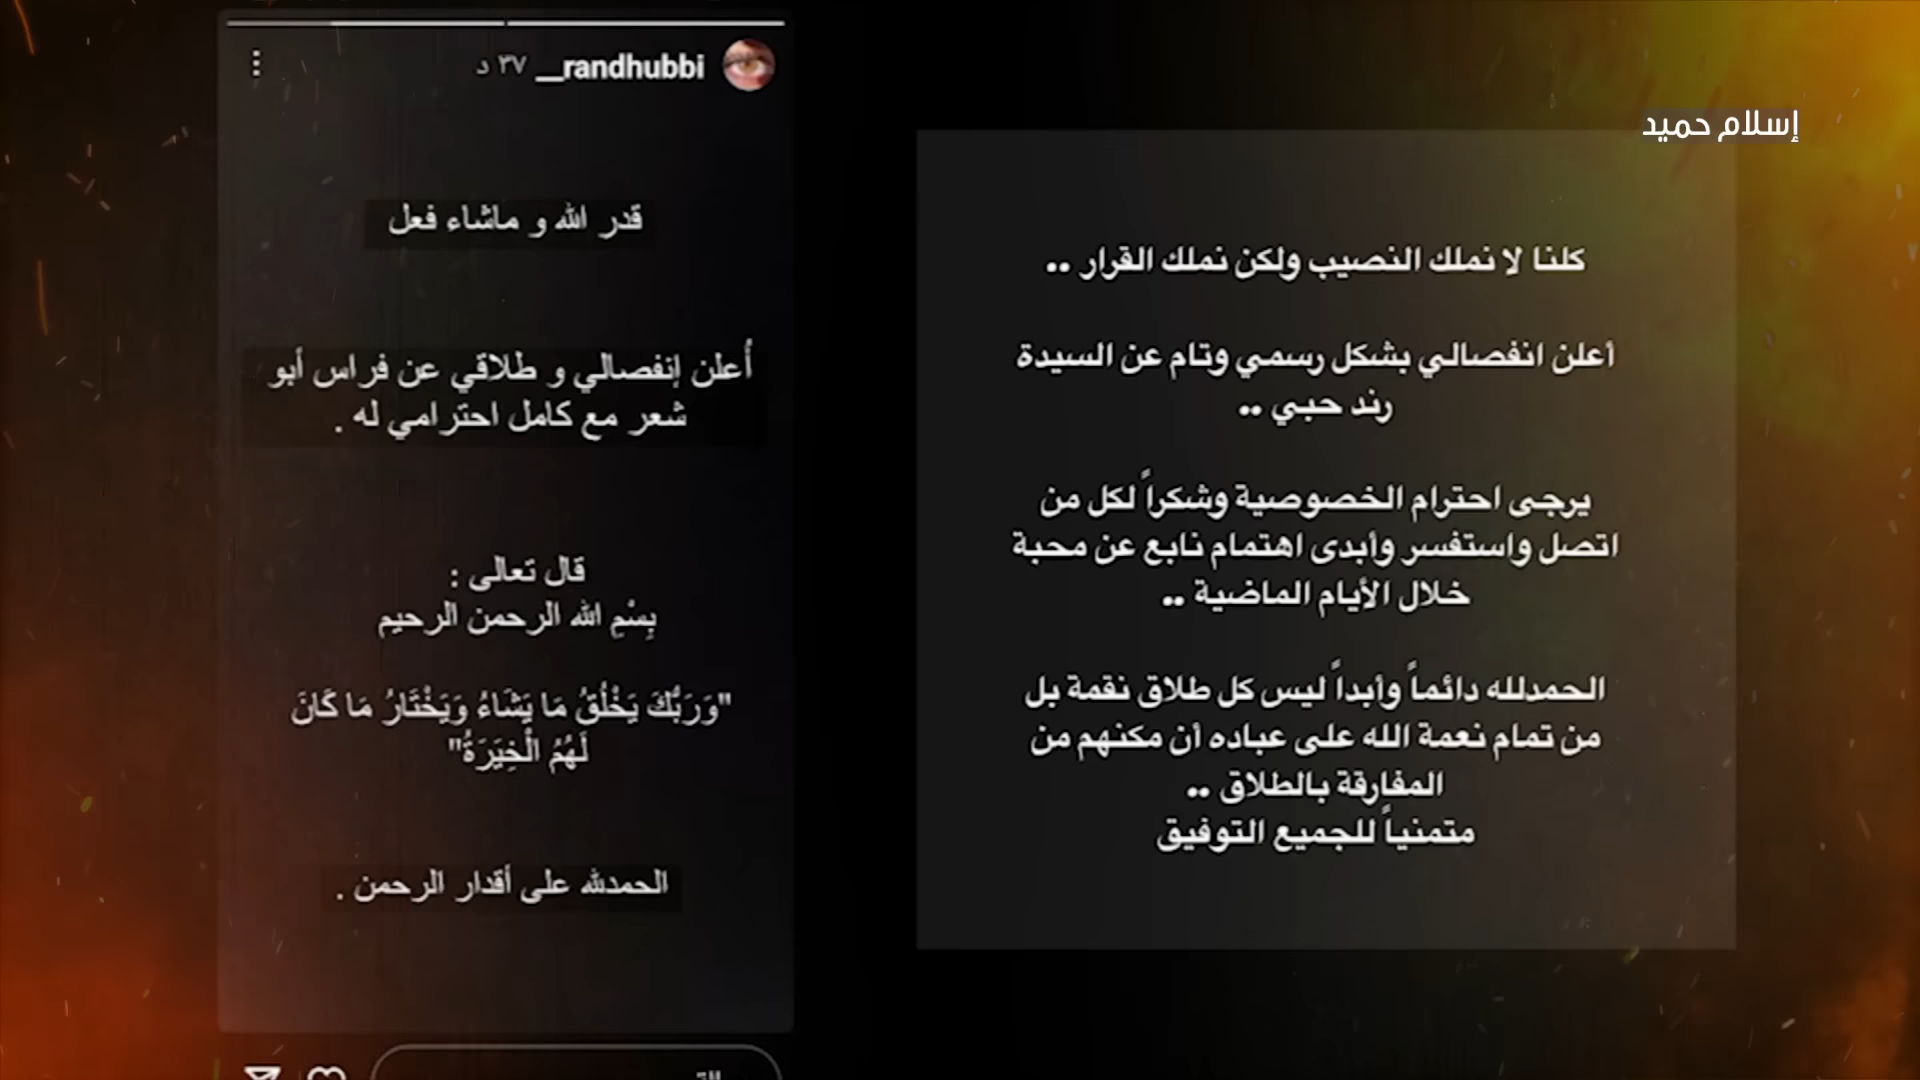 __randhubbi ٣٧ د
قدر الله و ماشاء فعل
أُعلن إنفصالي و طلاقي عن فراس أبو
شعر مع كامل احترامي له .
قال تعالى :
بِسْمِ الله الرحمن الرحيم
"وَرَبُّكَ يَخْلُقُ مَا يَشَاءُ وَيَخْتَارُ مَا كَانَ
لَهُمُ الْخِيَرَةُ"
الحمدلله على أقدار الرحمن .
إسلام حميد
كلنا لا نملك النصيب ولكن نملك القرار ..
أعلن انفصالي بشكل رسمي وتام عن السيدة
رند حبي ..
يرجى احترام الخصوصية وشكراً لكل من
اتصل واستفسر وأبدى اهتمام نابع عن محبة
خلال الأيام الماضية ..
الحمدلله دائماً وأبداً ليس كل طلاق نقمة بل
من تمام نعمة الله على عباده أن مكنهم من
المفارقة بالطلاق ..
متمنياً للجميع التوفيق